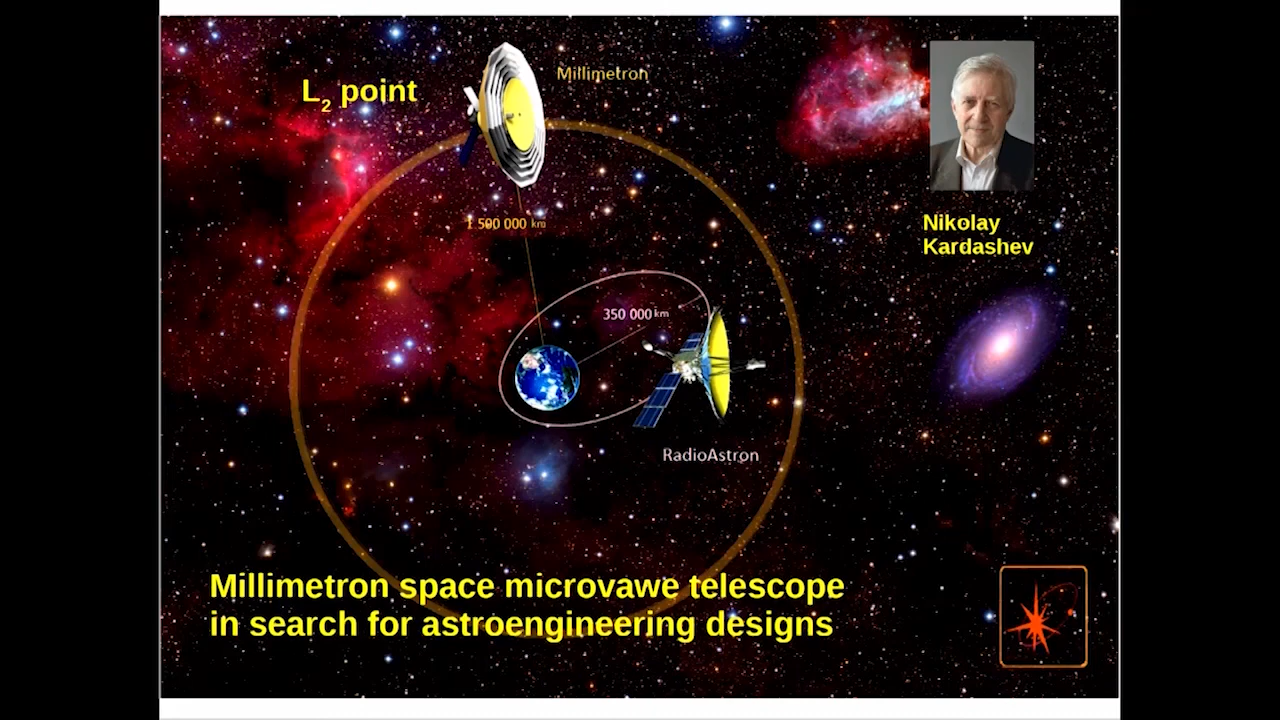 L2 point
Millimetron
Nikolay
Kardashev
1 500 000 km
350 000 km
RadioAstron
Millimetron space microvawe telescope
in search for astroengineering designs